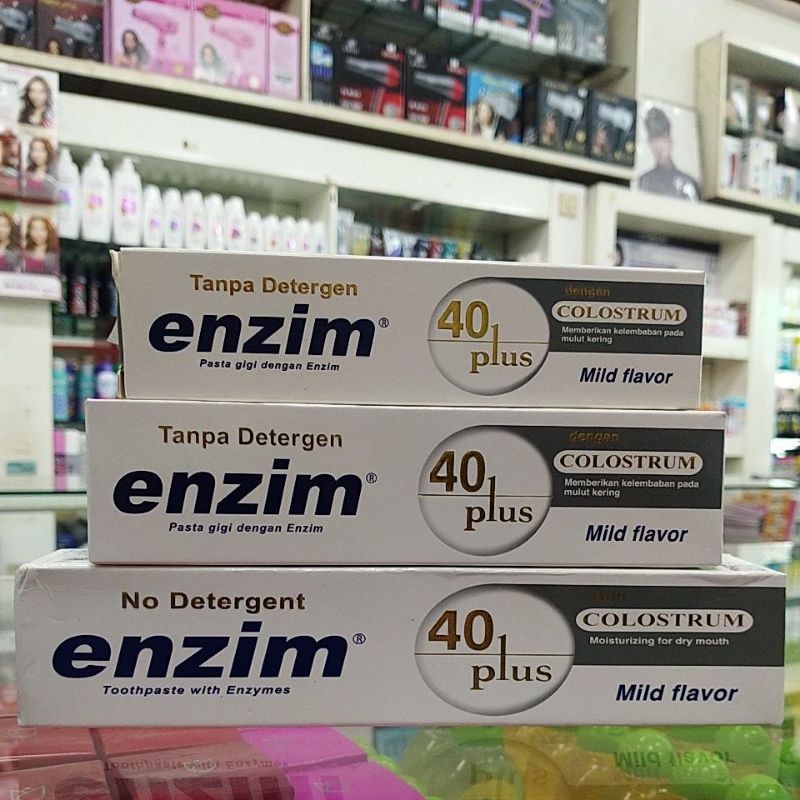 Tanpa Detergen
enzim®
Pasta gigi dengan Enzim
40
plus
dengan
COLOSTRUM
Memberikan kelembaban pada
mulut kering
Mild flavor
Tanpa Detergen
enzim®
Pasta gigi dengan Enzim
40
plus
dengan
COLOSTRUM
Memberikan kelembaban pada
mulut kering
Mild flavor
No Detergent
enzim®
Toothpaste with Enzymes
40
plus
with
COLOSTRUM
Moisturizing for dry mouth
Mild flavor